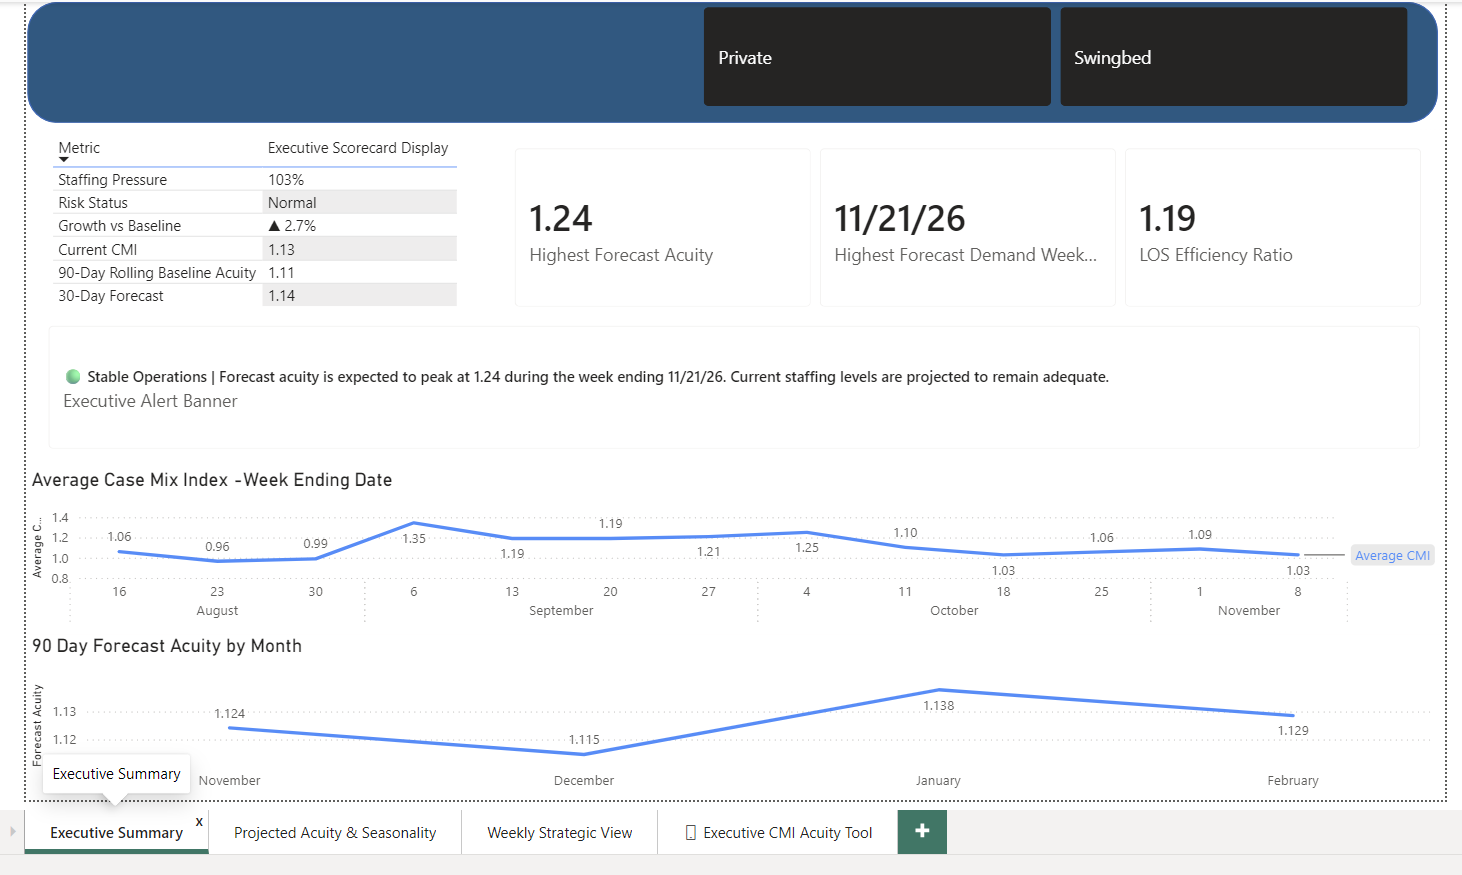 Private
Swingbed
Metric Executive Scorecard Display
Staffing Pressure 103%
Risk Status Normal
Growth vs Baseline ▲ 2.7%
Current CMI 1.13
90-Day Rolling Baseline Acuity 1.11
30-Day Forecast 1.14
1.24
Highest Forecast Acuity
11/21/26
Highest Forecast Demand Week...
1.19
LOS Efficiency Ratio
Stable Operations | Forecast acuity is expected to peak at 1.24 during the week ending 11/21/26. Current staffing levels are projected to remain adequate.
Executive Alert Banner
Average Case Mix Index -Week Ending Date
Average C...
1.4
1.2
1.0
0.8
1.06
0.96
0.99
1.35
1.19
1.19
1.21
1.25
1.10
1.03
1.06
1.09
1.03
Average CMI
16 23 30 6 13 20 27 4 11 18 25 1 8
August September October November
90 Day Forecast Acuity by Month
Forecast Acuity
1.13
1.12
1.124
1.115
1.138
1.129
November December January February
Executive Summary
Executive Summary x
Projected Acuity & Seasonality
Weekly Strategic View
Executive CMI Acuity Tool
+